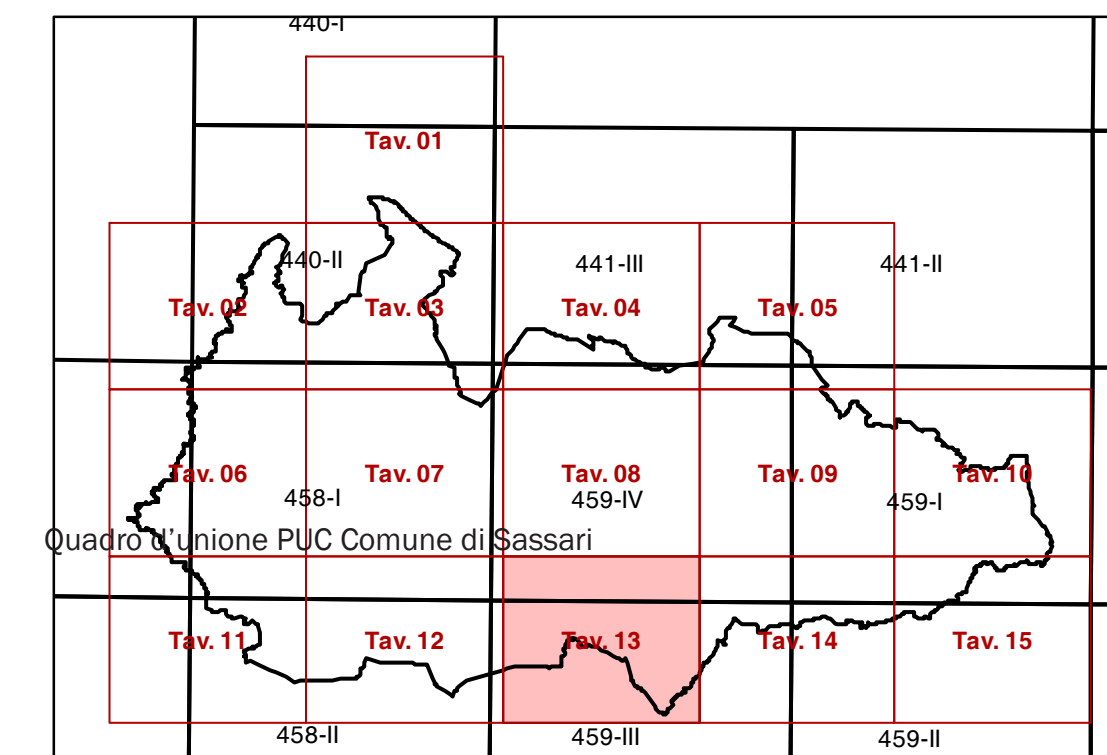 440-I
Tav. 01
440-II
441-III
441-II
Tav. 02
Tav. 03
Tav. 04
Tav. 05
Tav. 06
Tav. 07
Tav. 08
Tav. 09
Tav. 10
458-I
459-IV
459-I
Quadro d'unione PUC Comune di Sassari
Tav. 11
Tav. 12
Tav. 13
Tav. 14
Tav. 15
458-II
459-III
459-II